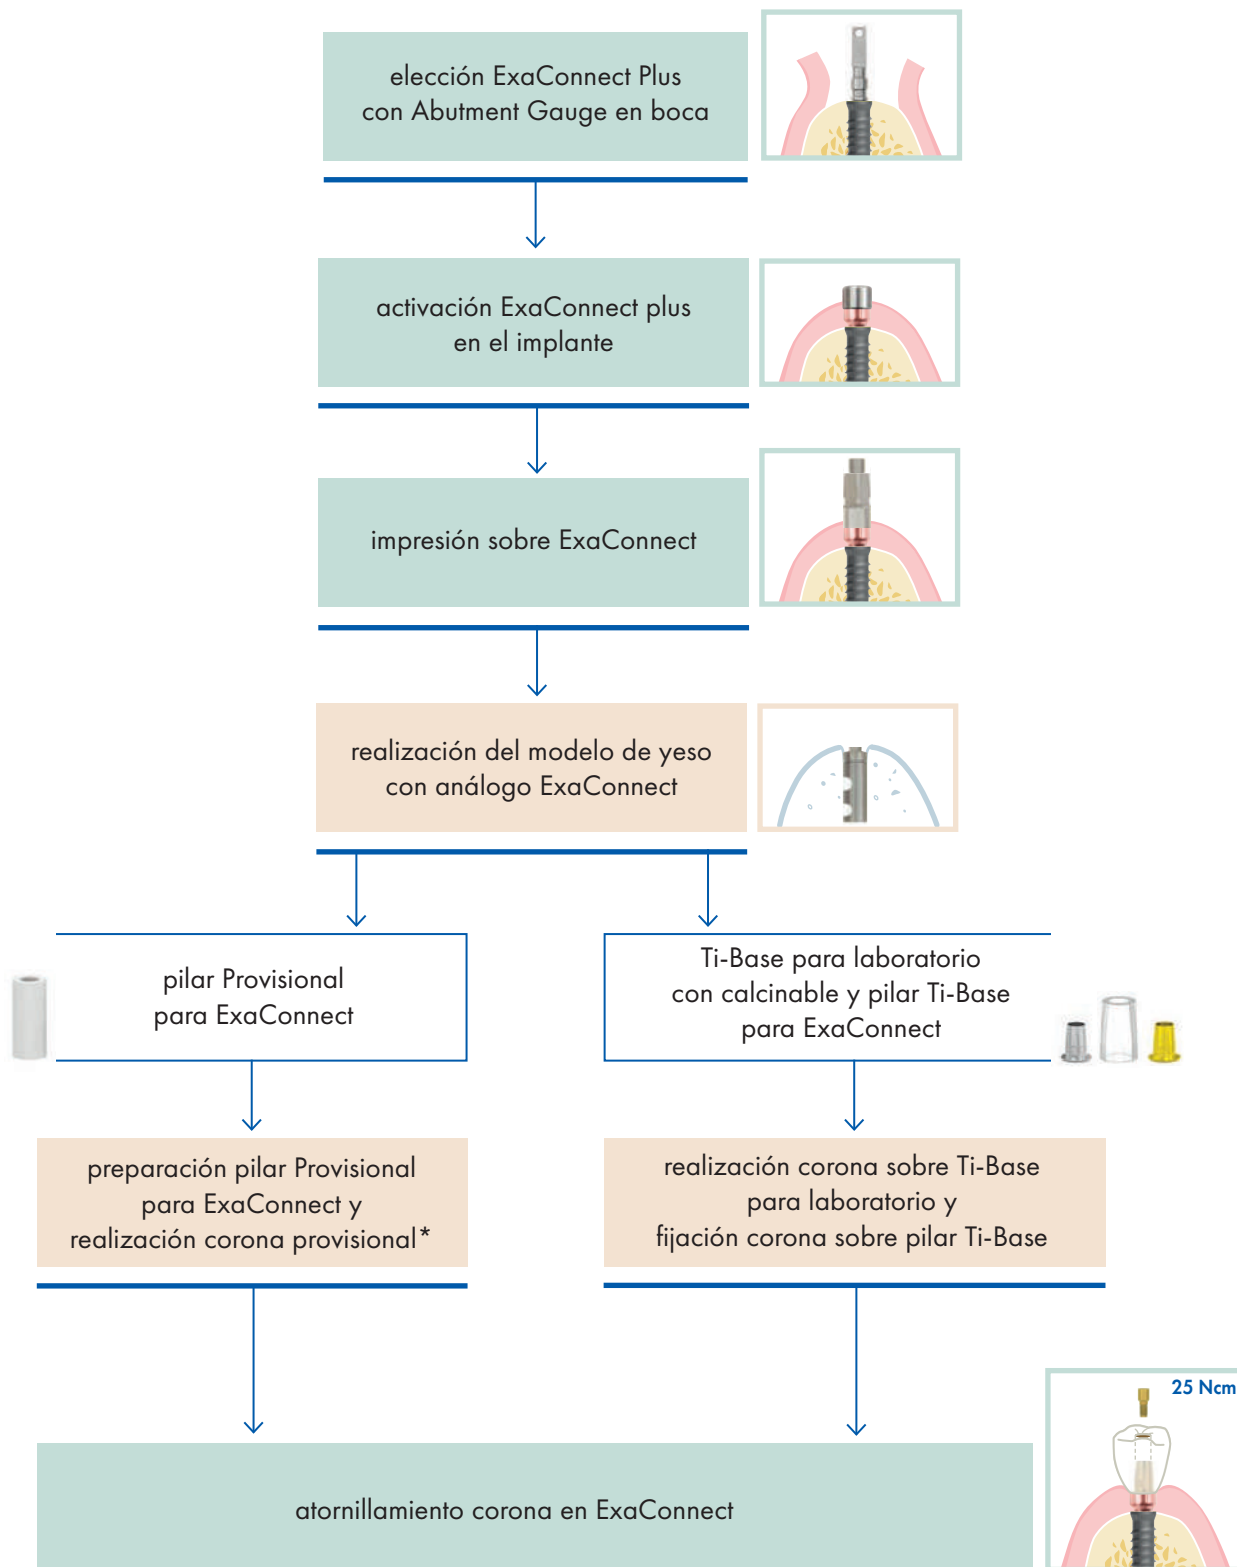 elección ExaConnect Plus
con Abutment Gauge en boca
activación ExaConnect plus
en el implante
impresión sobre ExaConnect
realización del modelo de yeso
con análogo ExaConnect
pilar Provisional
para ExaConnect
Ti-Base para laboratorio
con calcinable y pilar Ti-Base
para ExaConnect
preparación pilar Provisional
para ExaConnect y
realización corona provisional*
realización corona sobre Ti-Base
para laboratorio y
fijación corona sobre pilar Ti-Base
25 Ncm
atornillamiento corona en ExaConnect